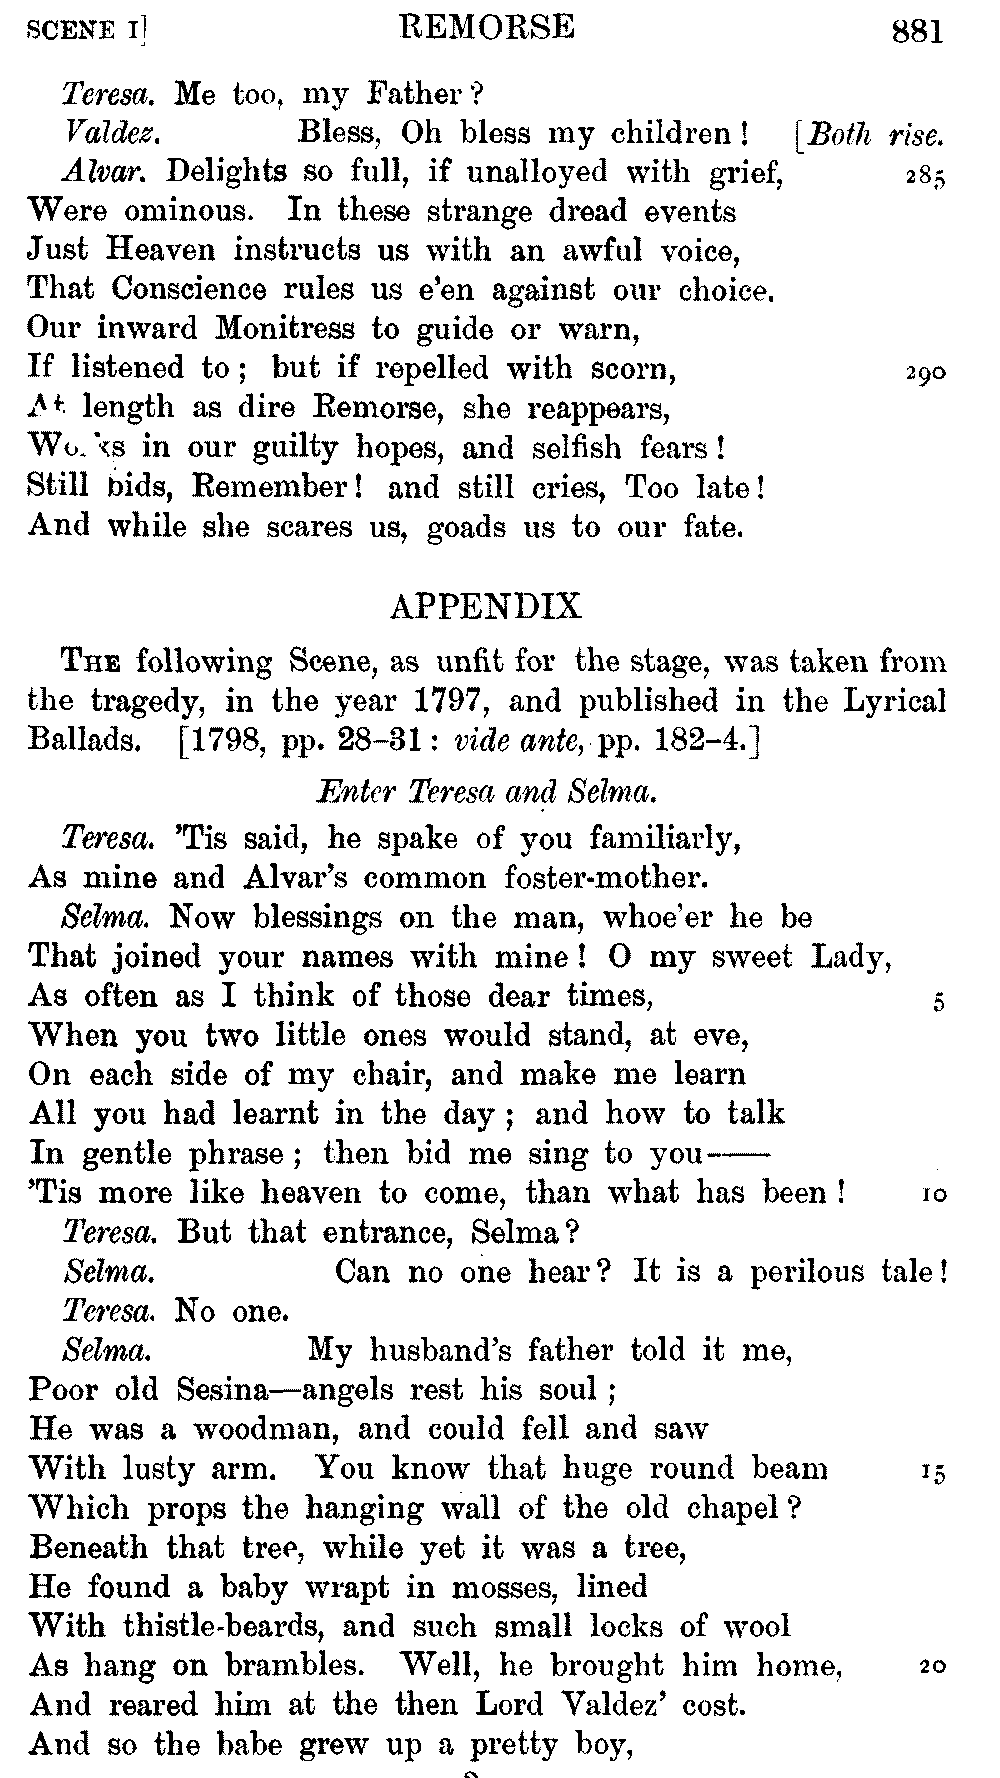 SCENE I] REMORSE 881
Teresa. Me too, my Father?
Valdez. Bless, Oh bless my children! [Both rise.
Alvar. Delights so full, if unalloyed with grief, 285
Were ominous. In these strange dread events
Just Heaven instructs us with an awful voice,
That Conscience rules us e'en against our choice.
Our inward Monitress to guide or warn,
If listened to; but if repelled with scorn, 290
At length as dire Remorse, she reappears,
Works in our guilty hopes, and selfish fears!
Still bids, Remember! and still cries, Too late!
And while she scares us, goads us to our fate.
APPENDIX
THE following Scene, as unfit for the stage, was taken from
the tragedy, in the year 1797, and published in the Lyrical
Ballads. [1798, pp. 28–31: vide ante, pp. 182–4.]
Enter Teresa and Selma.
Teresa. 'Tis said, he spake of you familiarly,
As mine and Alvar's common foster-mother.
Selma. Now blessings on the man, whoe'er he be
That joined your names with mine! O my sweet Lady,
As often as I think of those dear times, 5
When you two little ones would stand, at eve,
On each side of my chair, and make me learn
All you had learnt in the day; and how to talk
In gentle phrase; then bid me sing to you——
'Tis more like heaven to come, than what has been! 10
Teresa. But that entrance, Selma?
Selma. Can no one hear? It is a perilous tale!
Teresa. No one.
Selma. My husband's father told it me,
Poor old Sesina—angels rest his soul;
He was a woodman, and could fell and saw
With lusty arm. You know that huge round beam 15
Which props the hanging wall of the old chapel?
Beneath that tree, while yet it was a tree,
He found a baby wrapt in mosses, lined
With thistle-beards, and such small locks of wool
As hang on brambles. Well, he brought him home, 20
And reared him at the then Lord Valdez' cost.
And so the babe grew up a pretty boy,